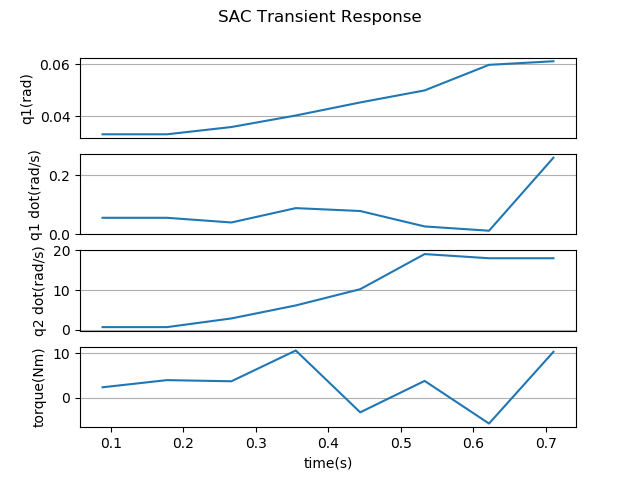 SAC Transient Response
0.06
0.04
q1(rad)
0.2
0.0
q1 dot(rad/s)
20
10
0
q2 dot(rad/s)
10
0
torque(Nm)
0.1 0.2 0.3 0.4 0.5 0.6 0.7
time(s)